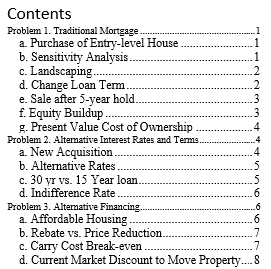 Contents
Problem 1. Traditional Mortgage.................................................1
a. Purchase of Entry-level House ....................1
b. Sensitivity Analysis....................................1
c. Landscaping...............................................2
d. Change Loan Term ....................................2
e. Sale after 5-year hold.................................3
f. Equity Buildup ...........................................3
g. Present Value Cost of Ownership ...............4
Problem 2. Alternative Interest Rates and Terms........................4
a. New Acquisition ........................................4
b. Alternative Rates .......................................5
c. 30 yr vs. 15 Year loan................................5
d. Indifference Rate .......................................6
Problem 3. Alternative Financing................................................6
a. Affordable Housing ...................................6
b. Rebate vs. Price Reduction.........................7
c. Carry Cost Break-even ..............................7
d. Current Market Discount to Move Property....8